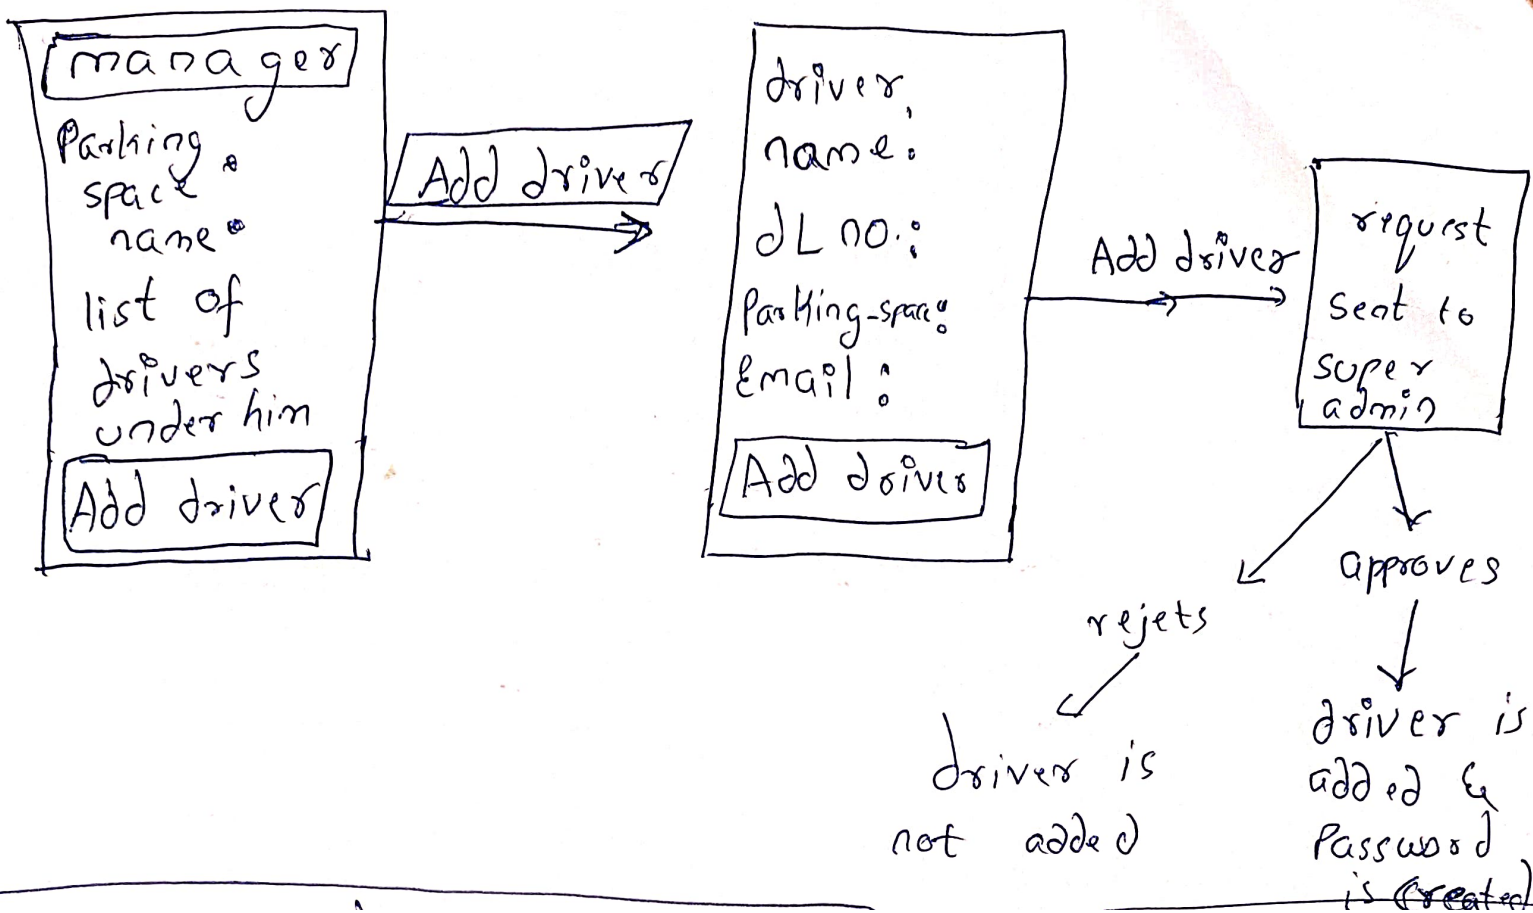 manager
Parking
space :
name :
list of
drivers
under him
Add driver
Add driver
driver,
name:
dL no.:
Parking-space:
Email :
Add driver
Add driver
request
sent to
super
admin
rejets
approves
driver is
not added
driver is
added &
Password
is created